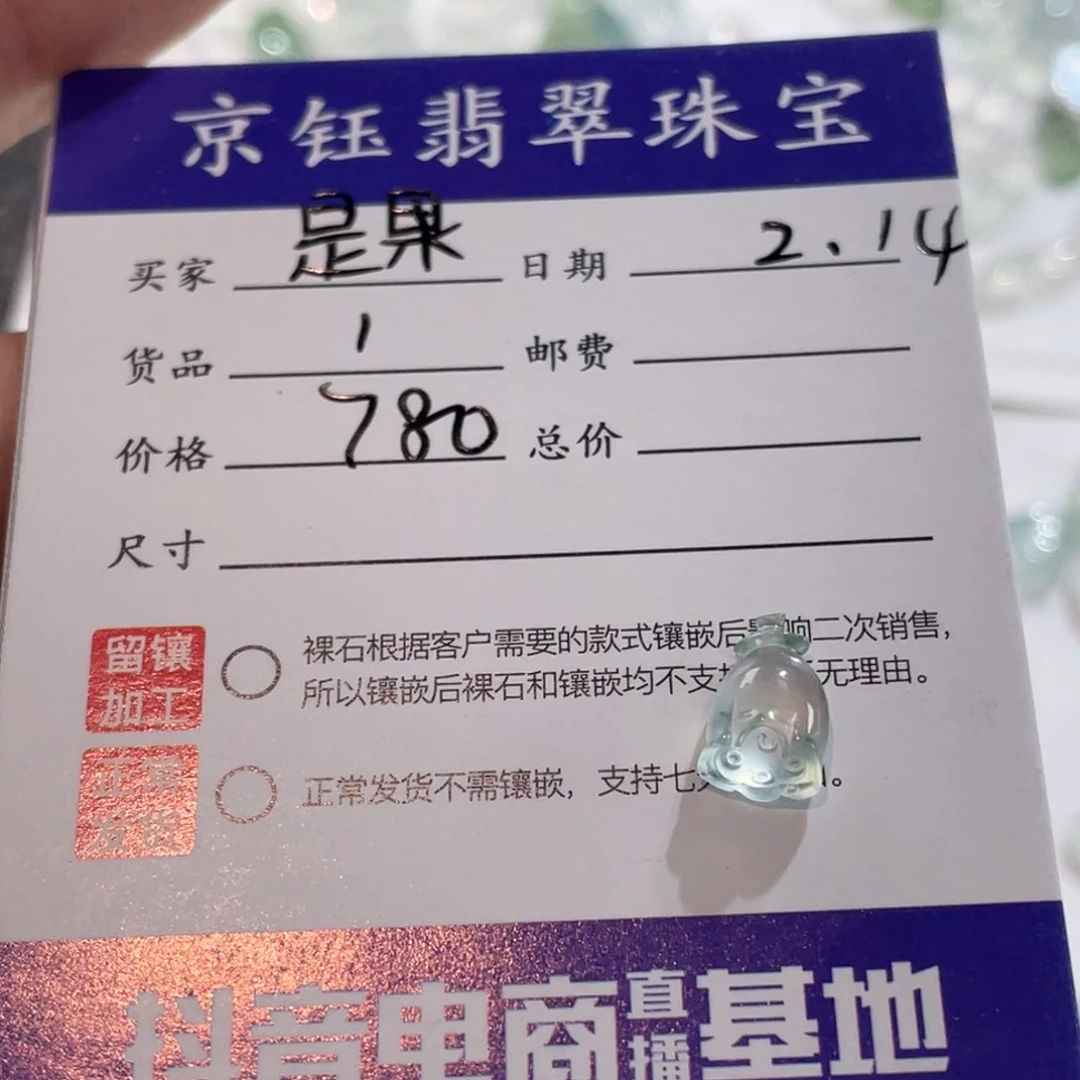 京钰翡翠珠宝
买家 是果 日期 2、14
货品 1 邮费
价格 780 总价
尺寸
留镶
加工
裸石根据客户需要的款式镶嵌后影响二次销售，
所以镶嵌后裸石和镶嵌均不支 无理由。
正常
发货
正常发货不需镶嵌，支持七
抖音电商直播基地